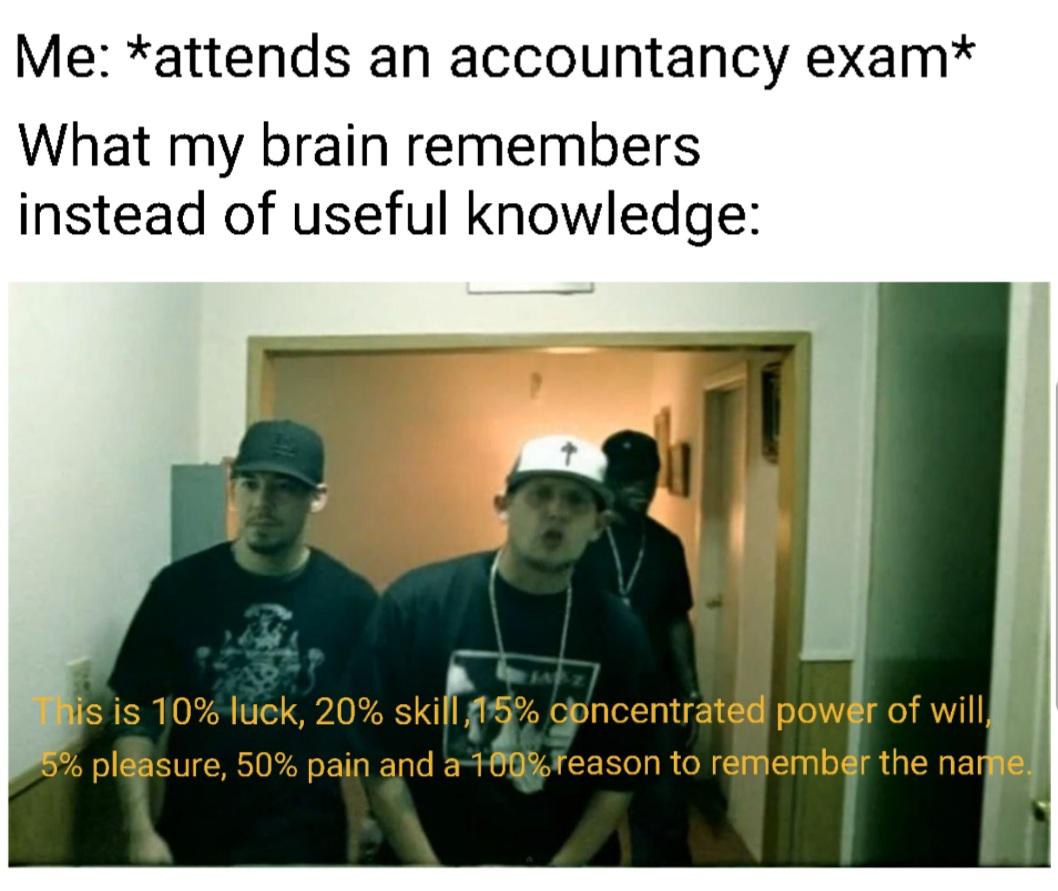 Me: *attends an accountancy exam*
What my brain remembers
instead of useful knowledge:
JAY-Z
This is 10% luck, 20% skill,15% concentrated power of will,
5% pleasure, 50% pain and a 100% reason to remember the name.